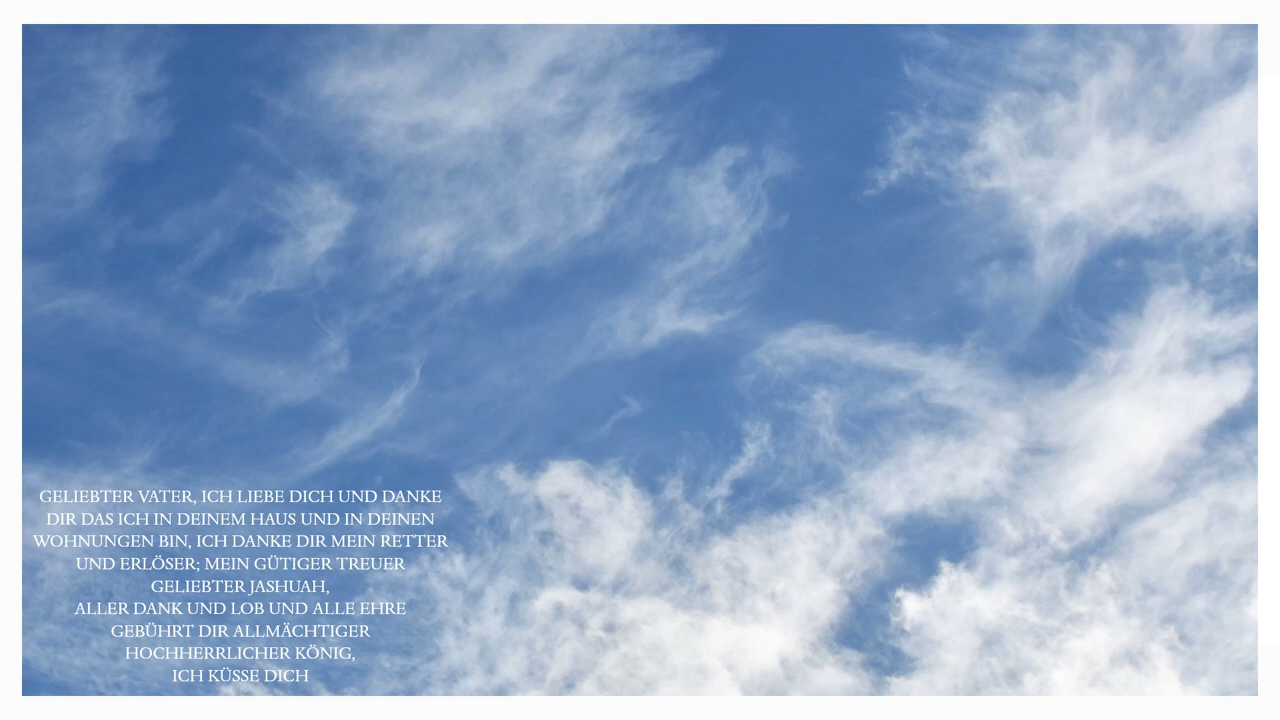 GELIEBTER VATER, ICH LIEBE DICH UND DANKE
DIR DAS ICH IN DEINEM HAUS UND IN DEINEN
WOHNUNGEN BIN, ICH DANKE DIR MEIN RETTER
UND ERLÖSER; MEIN GÜTIGER TREUER
GELIEBTER JASHUAH,
ALLER DANK UND LOB UND ALLE EHRE
GEBÜHRT DIR ALLMÄCHTIGER
HOCHHERRLICHER KÖNIG,
ICH KÜSSE DICH